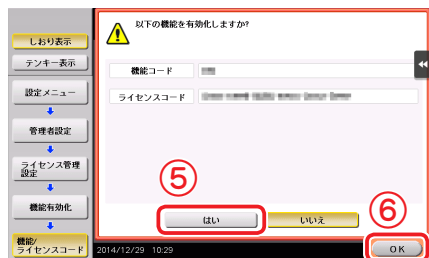 以下の機能を有効化しますか?
しおり表示
テンキー表示
設定メニュー
管理者設定
ライセンス管理
設定
機能有効化
機能/
ライセンスコード
機能コード
ライセンスコード
⑤
はい
いいえ
⑥
2014/12/29 10:29
OK